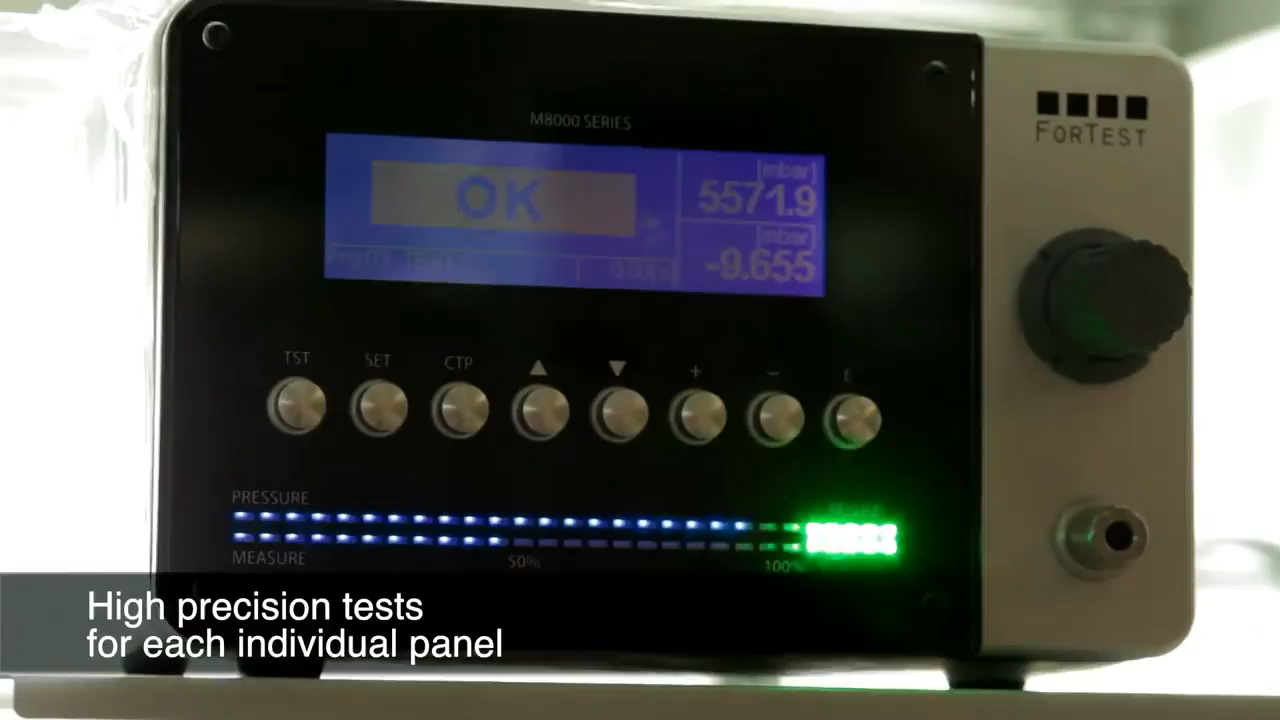 M8000 SERIES
FORTEST
OK
[mbar]
5571.9
[mbar]
-9.655
TST
SET
CTP
+
−
PRESSURE
MEASURE
50%
100%
High precision tests
for each individual panel